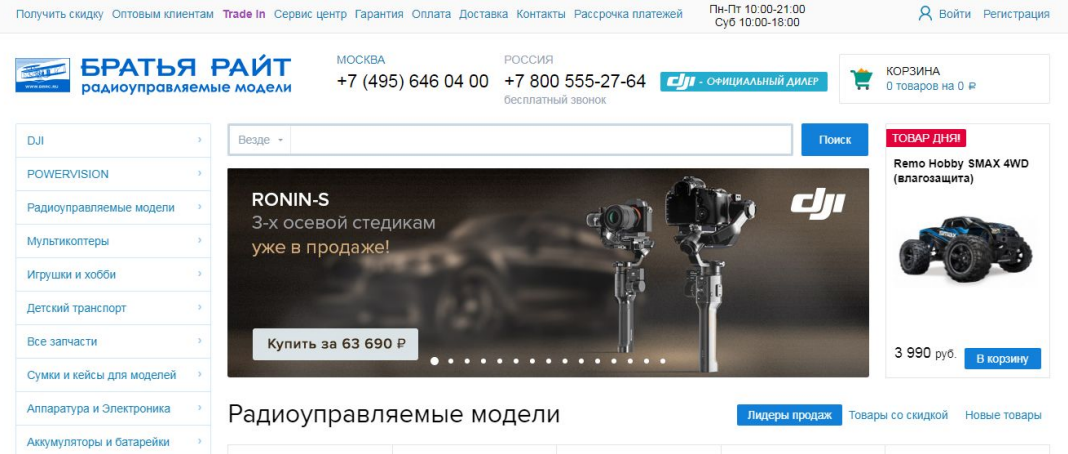 Получить скидку Оптовым клиентам Trade In Сервис центр Гарантия Оплата Доставка Контакты Рассрочка платежей
Пн-Пт 10:00-21:00
Суб 10:00-18:00
Войти Регистрация
БРАТЬЯ РАЙТ
радиоуправляемые модели
МОСКВА
+7 (495) 646 04 00
РОССИЯ
+7 800 555-27-64
бесплатный звонок
dji - ОФИЦИАЛЬНЫЙ ДИЛЕР
КОРЗИНА
0 товаров на 0 ₽
DJI
POWERVISION
Радиоуправляемые модели
Мультикоптеры
Игрушки и хобби
Детский транспорт
Все запчасти
Сумки и кейсы для моделей
Аппаратура и Электроника
Аккумуляторы и батарейки
Везде
Поиск
RONIN-S
3-х осевой стедикам
уже в продаже!
dji
Купить за 63 690 ₽
ТОВАР ДНЯ!
Remo Hobby SMAX 4WD
(влагозащита)
3 990 руб.
В корзину
Радиоуправляемые модели
Лидеры продаж Товары со скидкой Новые товары